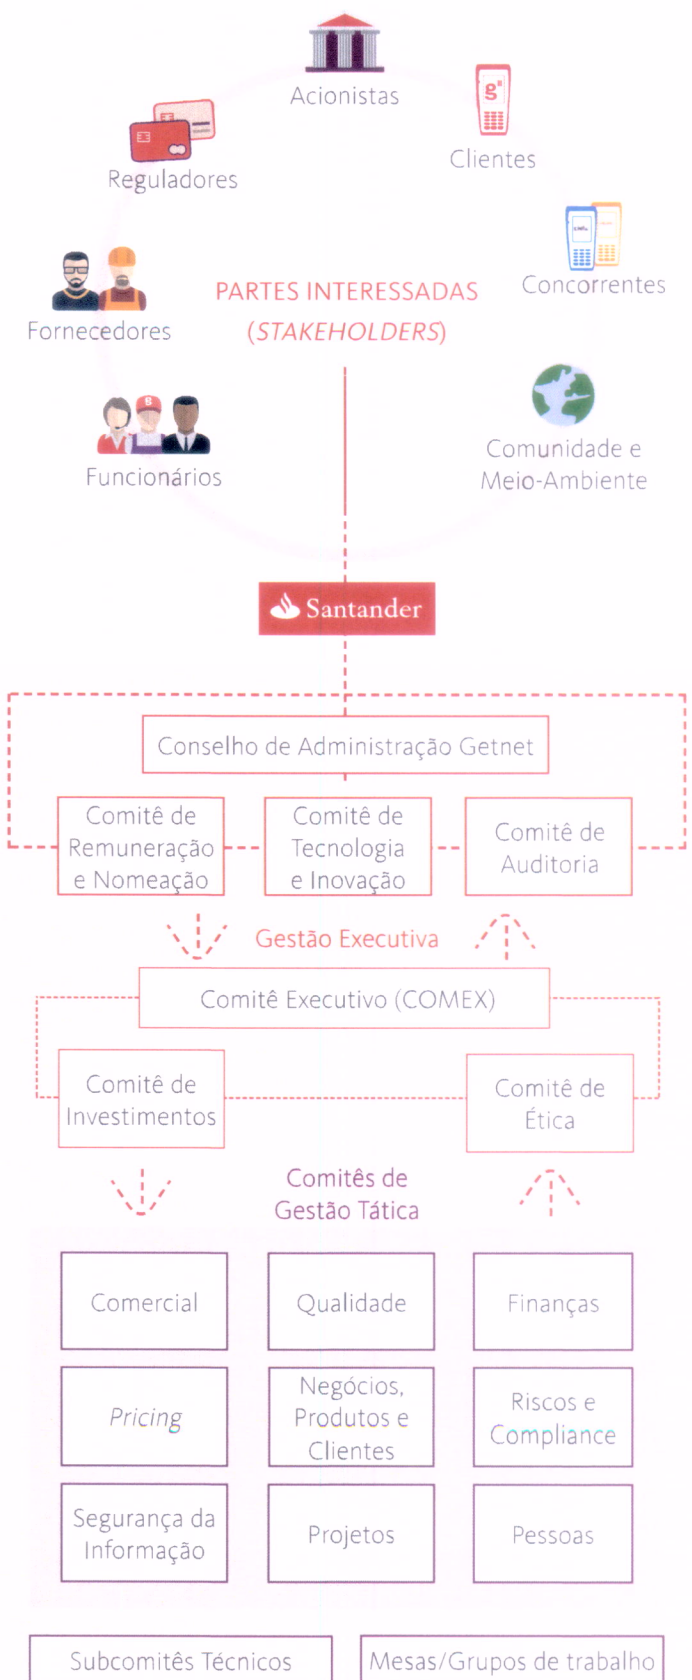 Acionistas
Clientes
Reguladores
Concorrentes
Fornecedores
PARTES INTERESSADAS
(STAKEHOLDERS)
Funcionários
Comunidade e
Meio-Ambiente
Santander
Conselho de Administração Getnet
Comitê de
Remuneração
e Nomeação
Comitê de
Tecnologia
e Inovação
Comitê de
Auditoria
Gestão Executiva
Comitê Executivo (COMEX)
Comitê de
Investimentos
Comitê de
Ética
Comitês de
Gestão Tática
Comercial
Qualidade
Finanças
Pricing
Negócios,
Produtos e
Clientes
Riscos e
Compliance
Segurança da
Informação
Projetos
Pessoas
Subcomitês Técnicos
Mesas/Grupos de trabalho